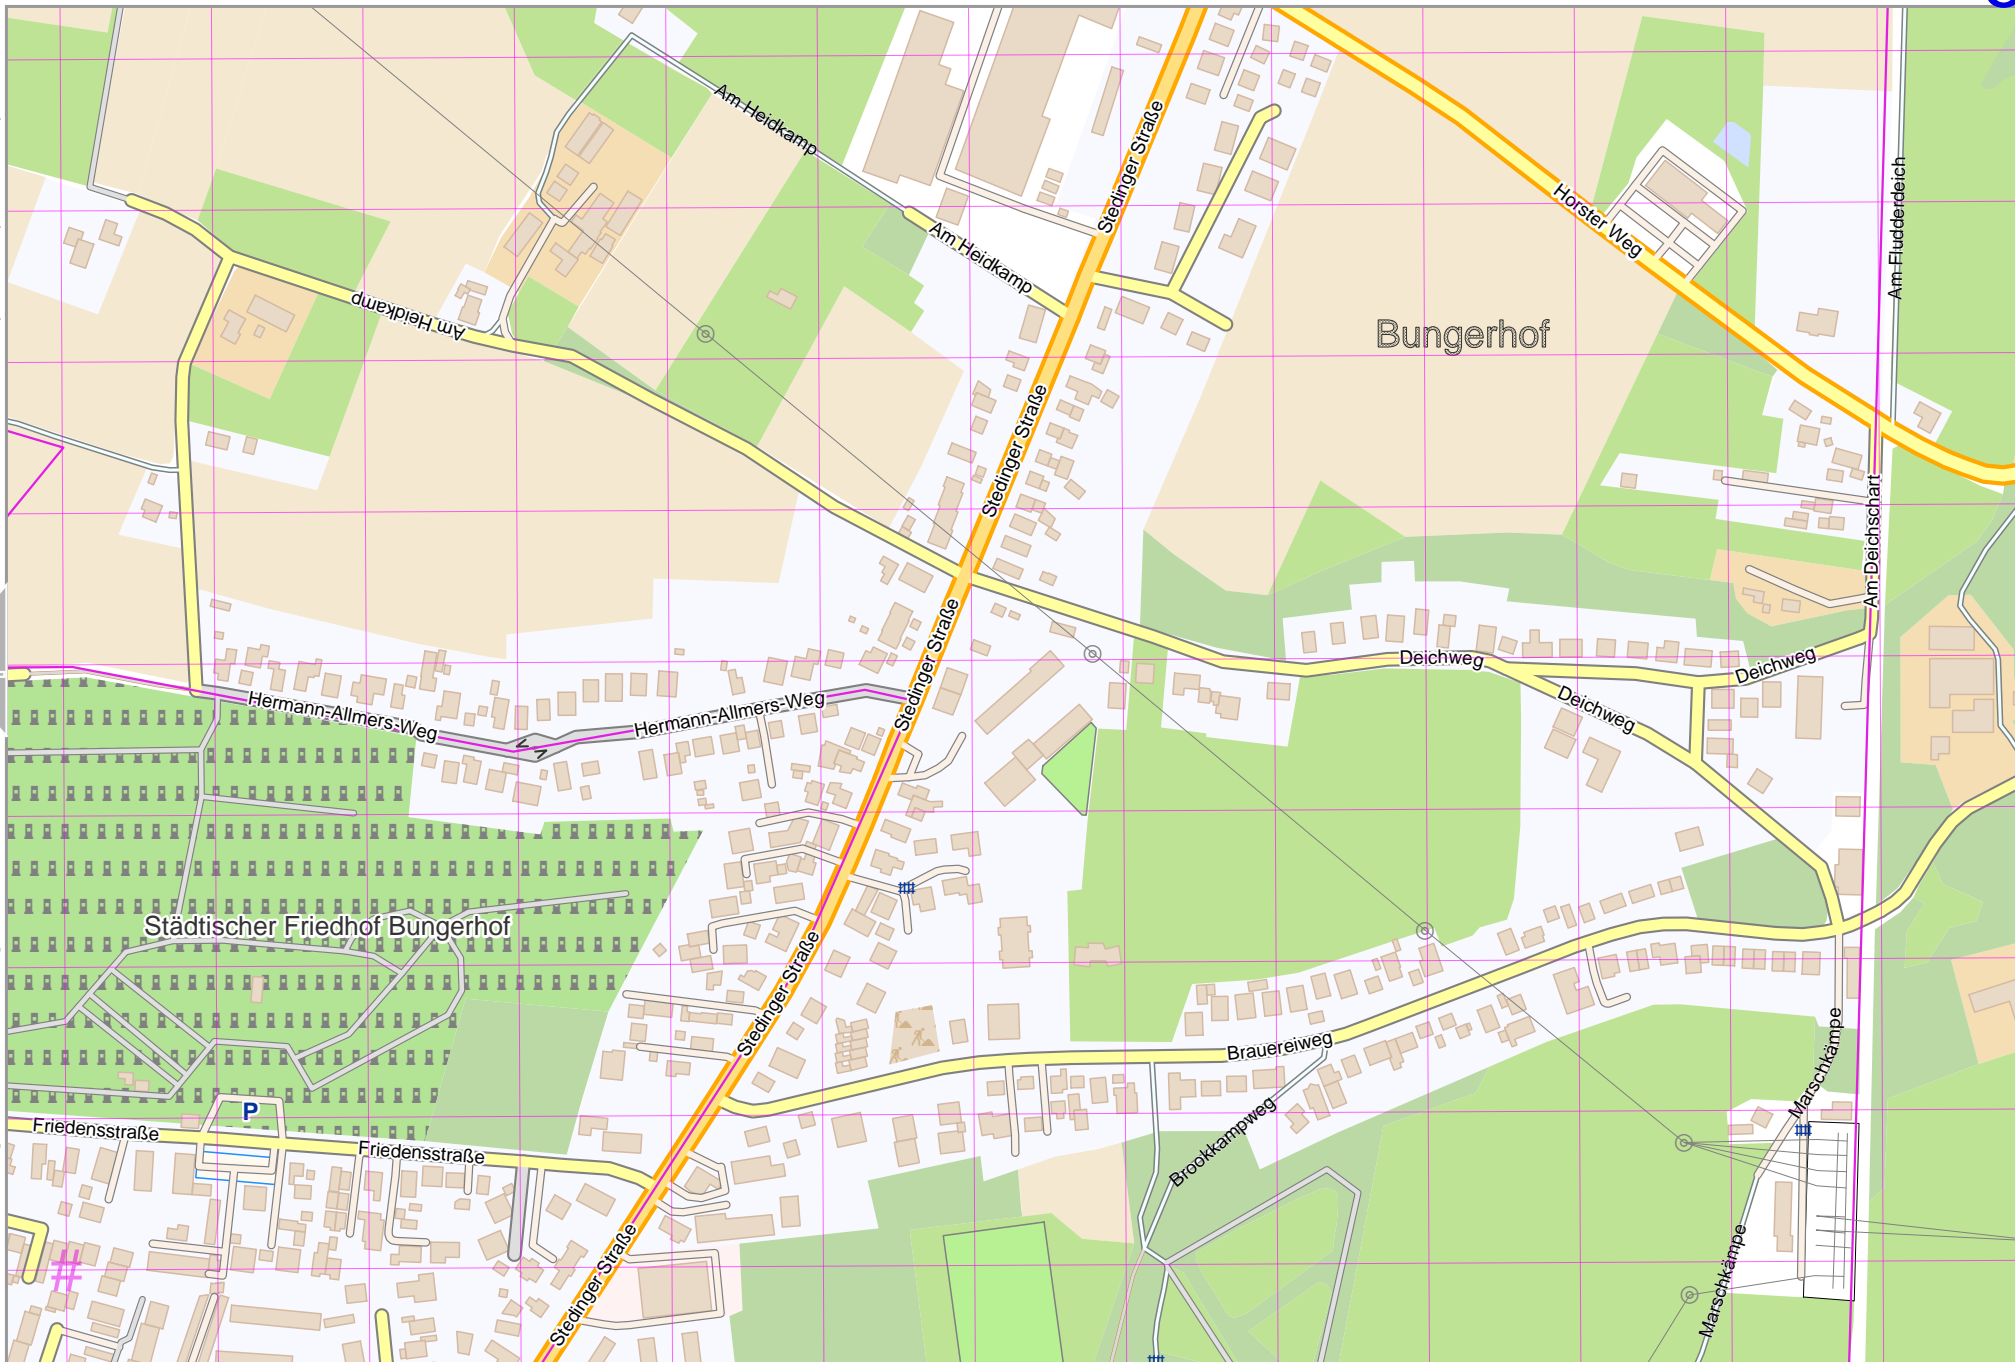 Am Heidkamp
Stedinger Straße
Am Heidkamp
Horster Weg
Am Fludderdeich
Am Heidkamp
Bungerhof
Stedinger Straße
Am Deichschart
Stedinger Straße
Deichweg
Deichweg
Deichweg
Hermann-Allmers-Weg
Hermann-Allmers-Weg
Städtischer Friedhof Bungerhof
Stedinger Straße
Brauereiweg
Marschkämpe
P
Friedensstraße
Friedensstraße
Brookkampweg
Stedinger Straße
Marschkämpe
#